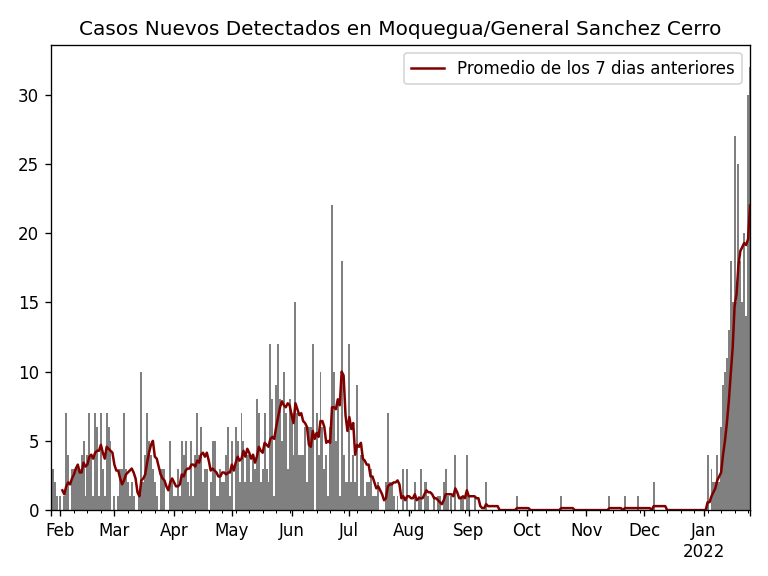 Casos Nuevos Detectados en Moquegua/General Sanchez Cerro
Promedio de los 7 dias anteriores
30
25
20
15
10
5
0
Feb Mar Apr May Jun Jul Aug Sep Oct Nov Dec Jan
2022